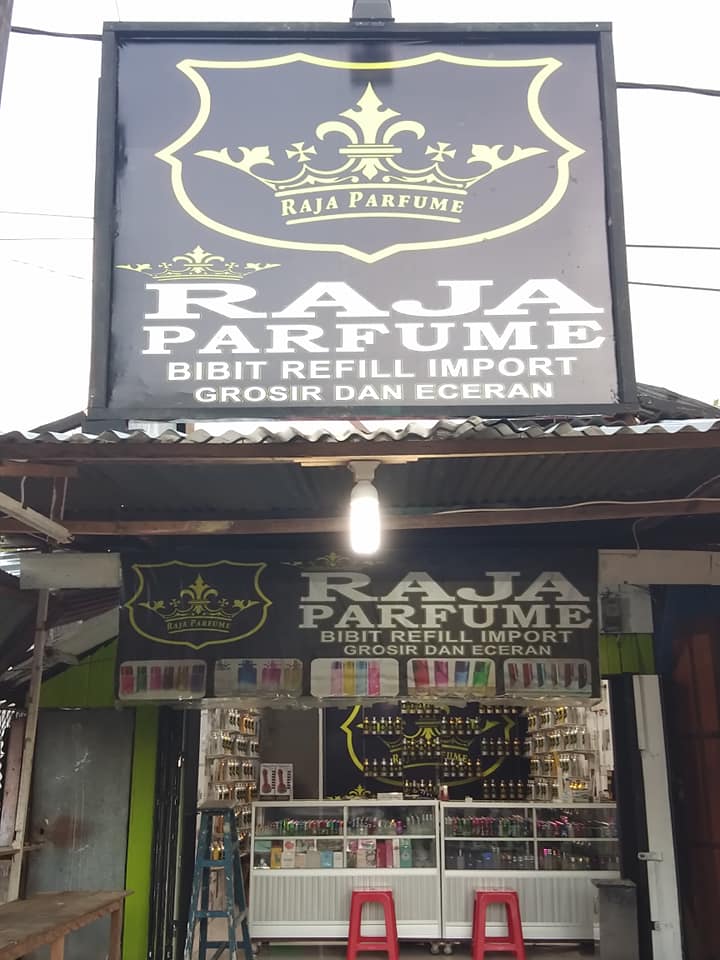 RAJA PARFUME
RAJA
PARFUME
BIBIT REFILL IMPORT
GROSIR DAN ECERAN
RAJA PARFUME
RAJA
PARFUME
BIBIT REFILL IMPORT
GROSIR DAN ECERAN